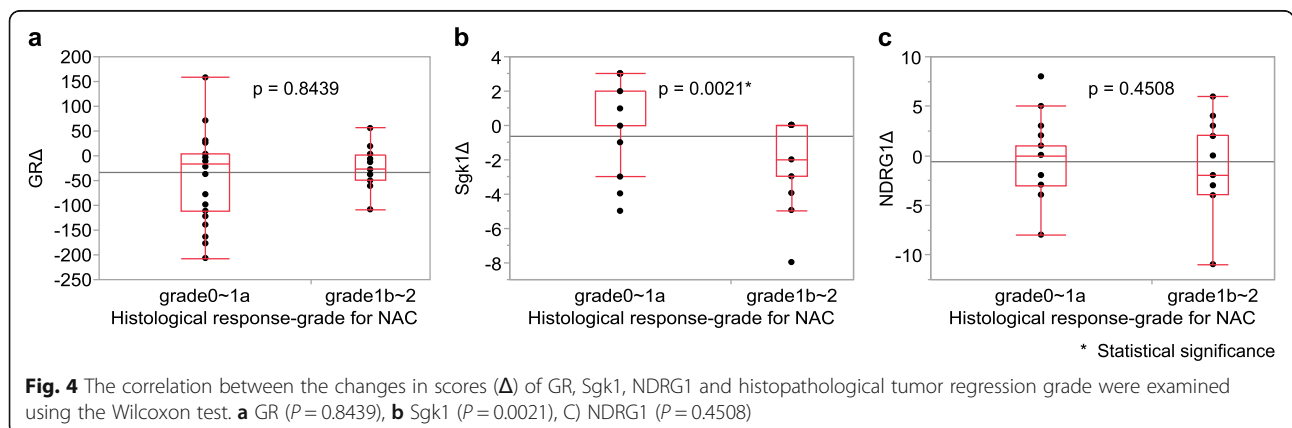 a
200
150
100
50
0
-50
-100
-150
-200
-250
GRΔ
p = 0.8439
grade0~1a grade1b~2
Histological response-grade for NAC
b
4
2
0
-2
-4
-6
-8
Sgk1Δ
p = 0.0021*
grade0~1a grade1b~2
Histological response-grade for NAC
c
10
5
0
-5
-10
NDRG1Δ
p = 0.4508
grade0~1a grade1b~2
Histological response-grade for NAC
* Statistical significance
Fig. 4 The correlation between the changes in scores (Δ) of GR, Sgk1, NDRG1 and histopathological tumor regression grade were examined
using the Wilcoxon test. a GR (P = 0.8439), b Sgk1 (P = 0.0021), C) NDRG1 (P = 0.4508)